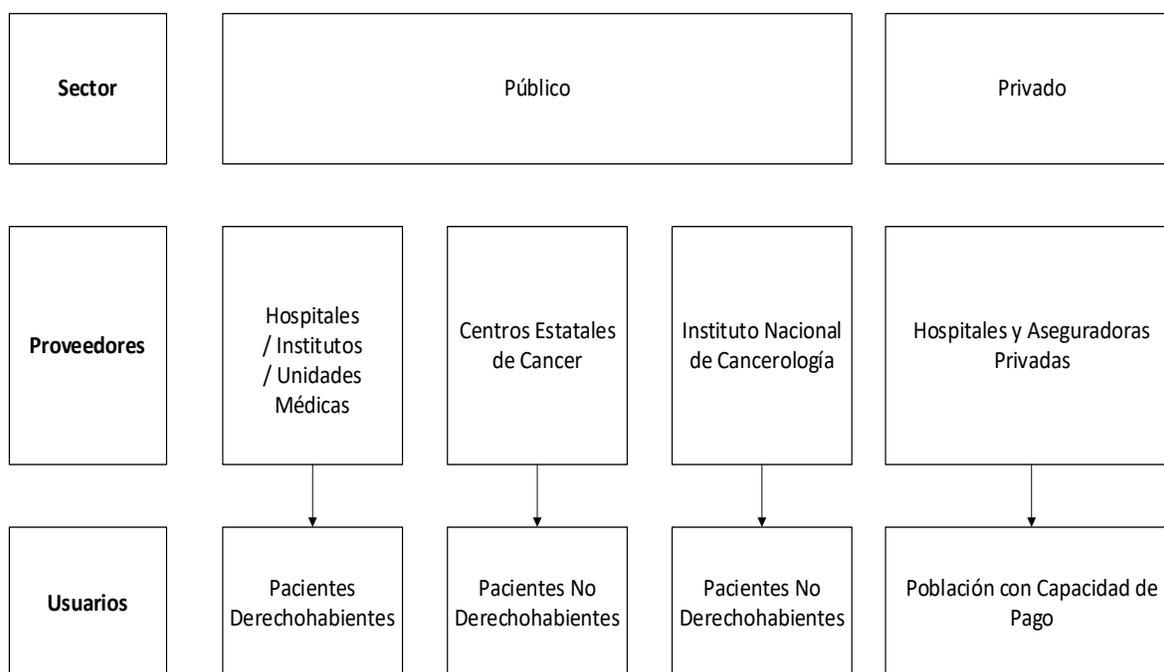 Sector
Público
Privado
Proveedores
Hospitales
/ Institutos
/ Unidades
Médicas
Centros Estatales
de Cancer
Instituto Nacional
de Cancerología
Hospitales y Aseguradoras
Privadas
Usuarios
Pacientes
Derechohabientes
Pacientes No
Derechohabientes
Pacientes No
Derechohabientes
Población con Capacidad de
Pago